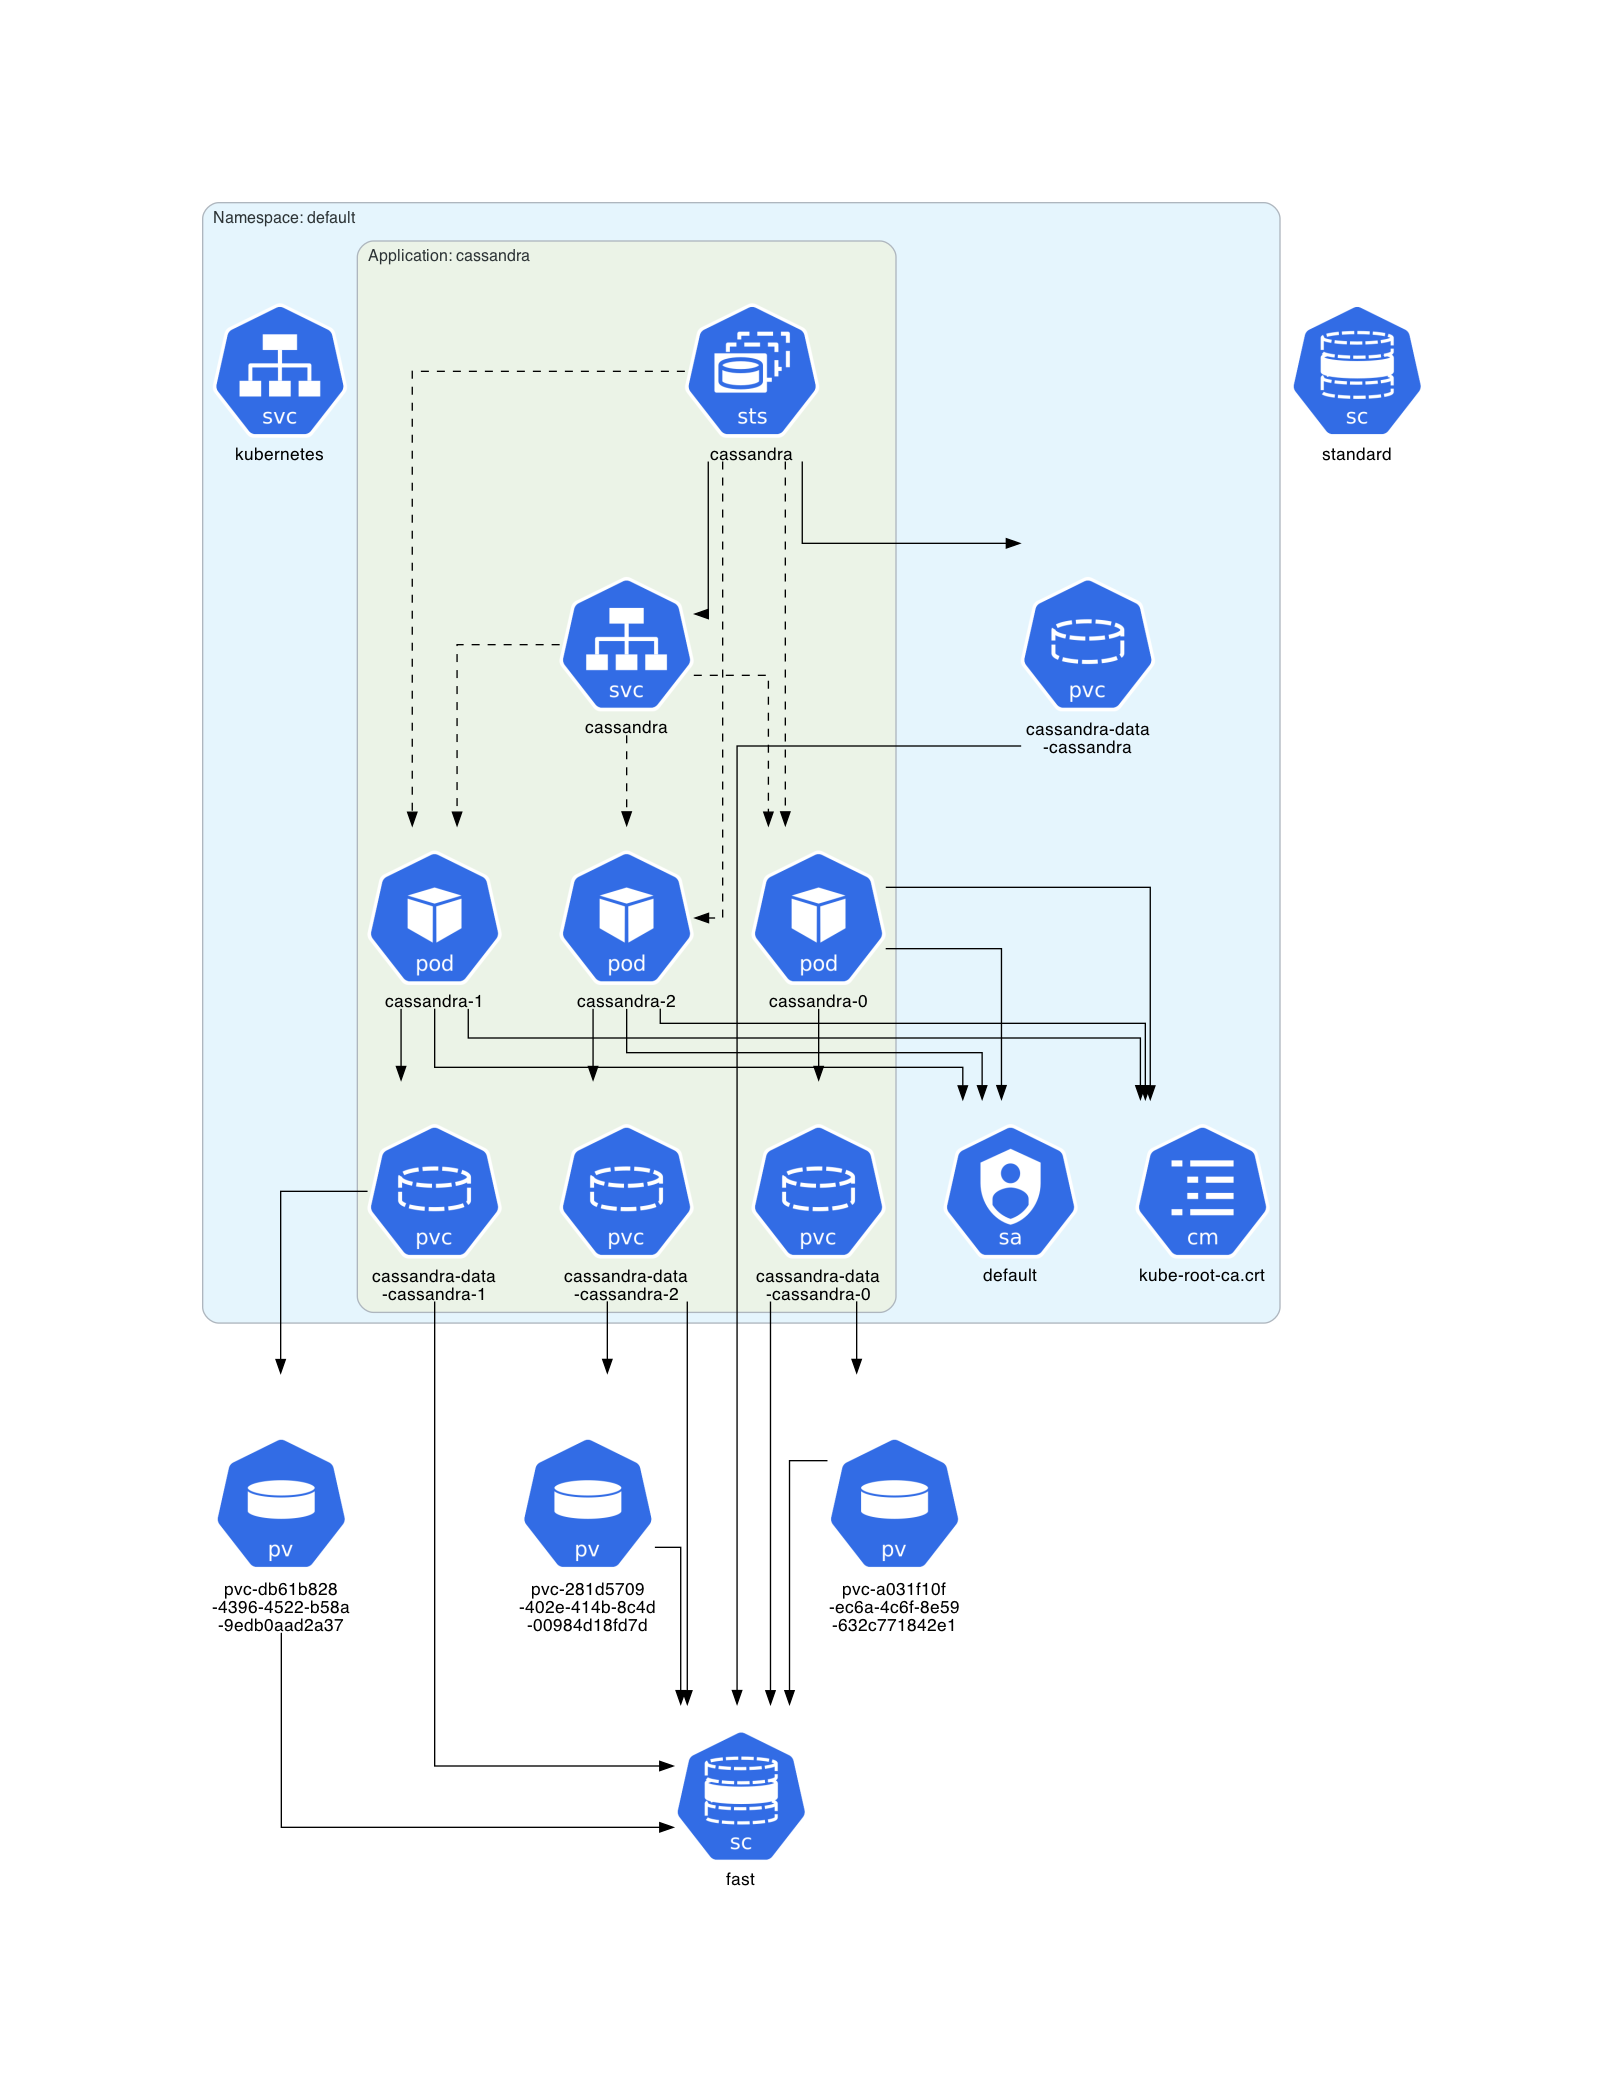 Namespace: default
Application: cassandra
svc
kubernetes
sts
cassandra
sc
standard
svc
cassandra
pvc
cassandra-data
-cassandra
pod
cassandra-1
pod
cassandra-2
pod
cassandra-0
pvc
cassandra-data
-cassandra-1
pvc
cassandra-data
-cassandra-2
pvc
cassandra-data
-cassandra-0
sa
default
cm
kube-root-ca.crt
pv
pvc-db61b828
-4396-4522-b58a
-9edb0aad2a37
pv
pvc-281d5709
-402e-414b-8c4d
-00984d18fd7d
pv
pvc-a031f10f
-ec6a-4c6f-8e59
-632c771842e1
sc
fast